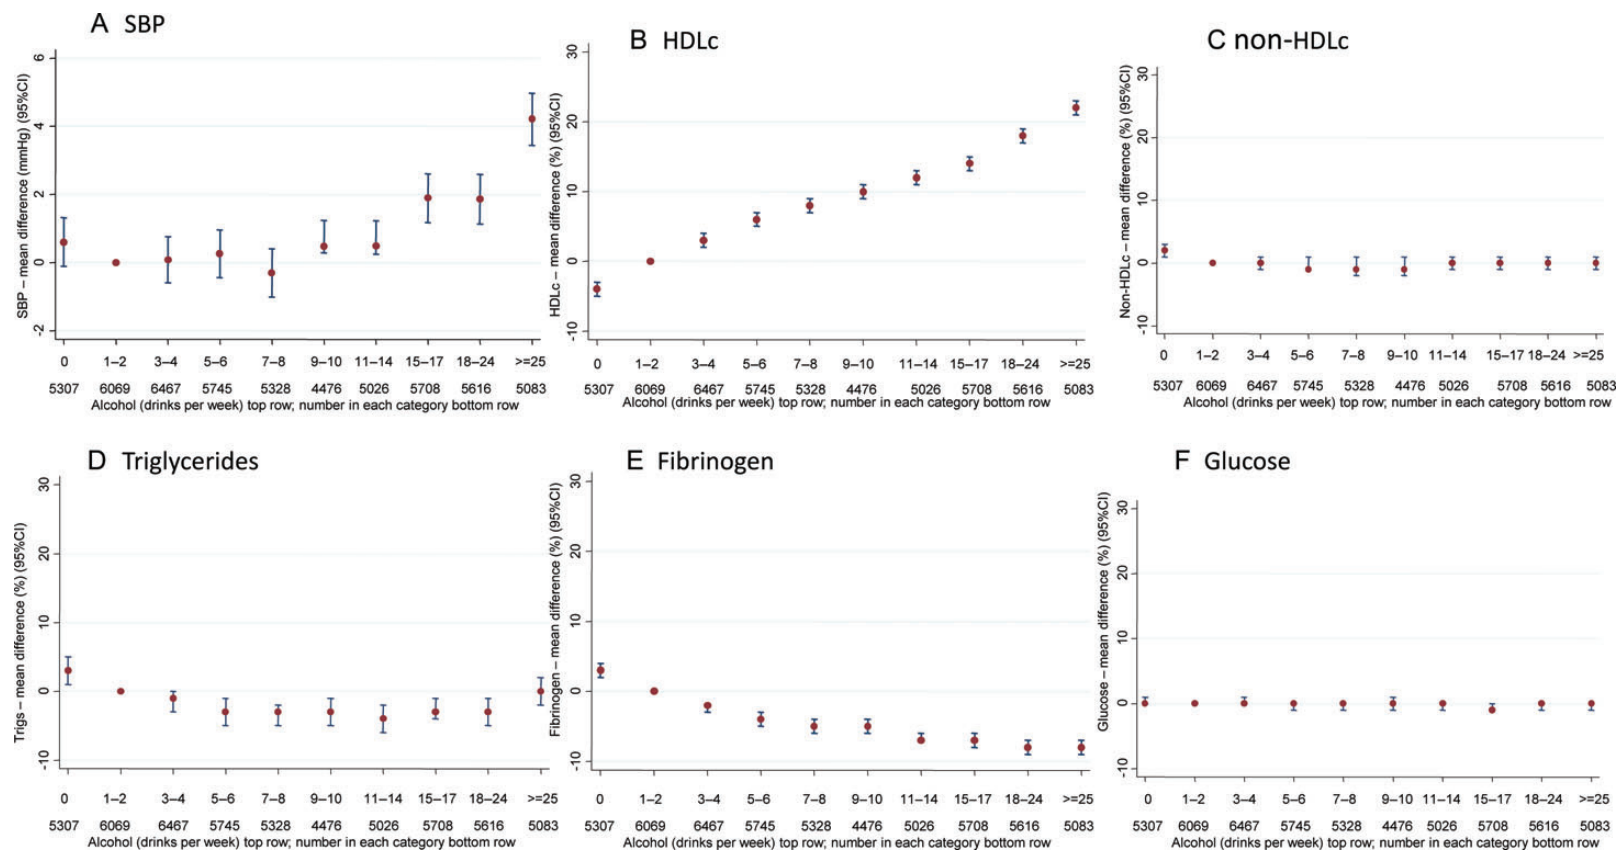 A SBP
SBP – mean difference (mmHg) (95%CI)
6
4
2
0
-2
0 1–2 3–4 5–6 7–8 9–10 11–14 15–17 18–24 >=25
5307 6069 6467 5745 5328 4476 5026 5708 5616 5083
Alcohol (drinks per week) top row; number in each category bottom row
B HDLc
HDLc – mean difference (%) (95%CI)
30
20
10
0
-10
0 1–2 3–4 5–6 7–8 9–10 11–14 15–17 18–24 >=25
5307 6069 6467 5745 5328 4476 5026 5708 5616 5083
Alcohol (drinks per week) top row; number in each category bottom row
C non-HDLc
Non-HDLc – mean difference (%) (95%CI)
30
20
10
0
-10
0 1–2 3–4 5–6 7–8 9–10 11–14 15–17 18–24 >=25
5307 6069 6467 5745 5328 4476 5026 5708 5616 5083
Alcohol (drinks per week) top row; number in each category bottom row
D Triglycerides
Trigs – mean difference (%) (95%CI)
30
20
10
0
-10
0 1–2 3–4 5–6 7–8 9–10 11–14 15–17 18–24 >=25
5307 6069 6467 5745 5328 4476 5026 5708 5616 5083
Alcohol (drinks per week) top row; number in each category bottom row
E Fibrinogen
Fibrinogen – mean difference (%) (95%CI)
30
20
10
0
-10
0 1–2 3–4 5–6 7–8 9–10 11–14 15–17 18–24 >=25
5307 6069 6467 5745 5328 4476 5026 5708 5616 5083
Alcohol (drinks per week) top row; number in each category bottom row
F Glucose
Glucose – mean difference (%) (95%CI)
30
20
10
0
-10
0 1–2 3–4 5–6 7–8 9–10 11–14 15–17 18–24 >=25
5307 6069 6467 5745 5328 4476 5026 5708 5616 5083
Alcohol (drinks per week) top row; number in each category bottom row